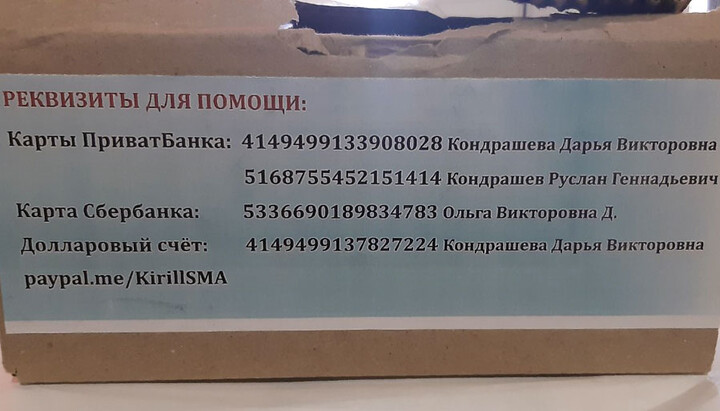 РЕКВИЗИТЫ ДЛЯ ПОМОЩИ:
Карты ПриватБанка: 4149499133908028 Кондрашева Дарья Викторовна
5168755452151414 Кондрашев Руслан Геннадьевич
Карта Сбербанка: 5336690189834783 Ольга Викторовна Д.
Долларовый счёт: 4149499137827224 Кондрашева Дарья Викторовна
paypal.me/KirillSMA